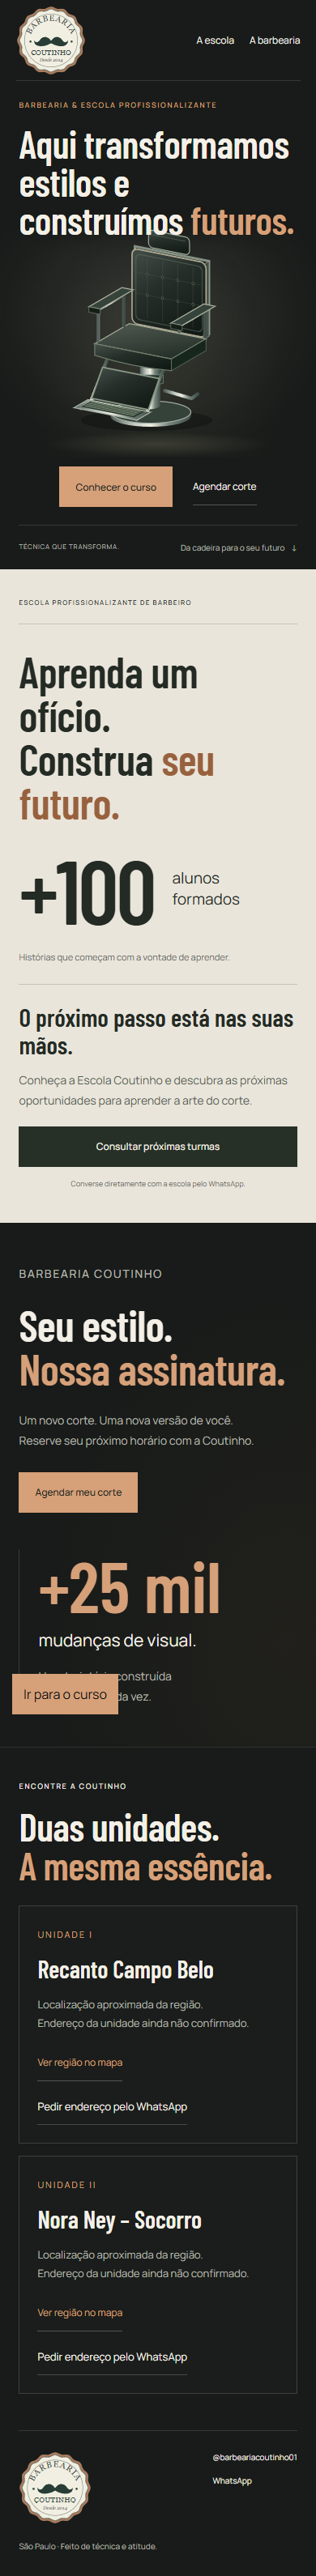 BARBEARIA
COUTINHO
Desde 2014
A escola A barbearia
BARBEARIA & ESCOLA PROFISSIONALIZANTE
Aqui transformamos
estilos e
construímos futuros.
Conhecer o curso Agendar corte
TÉCNICA QUE TRANSFORMA. Da cadeira para o seu futuro ↓
ESCOLA PROFISSIONALIZANTE DE BARBEIRO
Aprenda um
ofício.
Construa seu
futuro.
+100 alunos
formados
Histórias que começam com a vontade de aprender.
O próximo passo está nas suas
mãos.
Conheça a Escola Coutinho e descubra as próximas
oportunidades para aprender a arte do corte.
Consultar próximas turmas
Converse diretamente com a escola pelo WhatsApp.
BARBEARIA COUTINHO
Seu estilo.
Nossa assinatura.
Um novo corte. Uma nova versão de você.
Reserve seu próximo horário com a Coutinho.
Agendar meu corte
+25 mil
mudanças de visual.
construída
Ir para o curso
da vez.
ENCONTRE A COUTINHO
Duas unidades.
A mesma essência.
UNIDADE I
Recanto Campo Belo
Localização aproximada da região.
Endereço da unidade ainda não confirmado.
Ver região no mapa
Pedir endereço pelo WhatsApp
UNIDADE II
Nora Ney – Socorro
Localização aproximada da região.
Endereço da unidade ainda não confirmado.
Ver região no mapa
Pedir endereço pelo WhatsApp
BARBEARIA
COUTINHO
Desde 2014
@barbeariacoutinho01
WhatsApp
São Paulo · Feito de técnica e atitude.